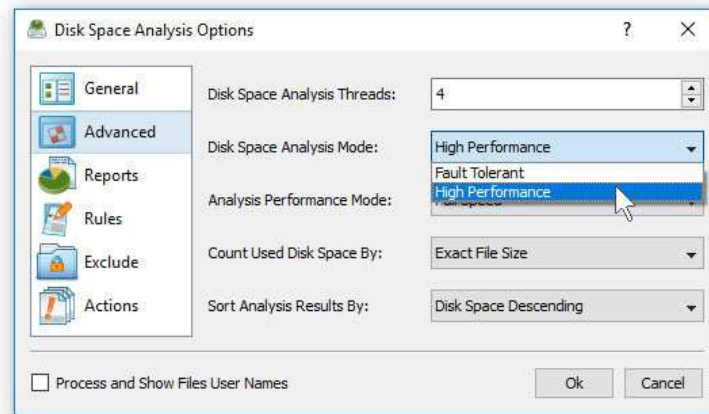 Disk Space Analysis Options
?
General
Advanced
Reports
Rules
Exclude
Actions
Disk Space Analysis Threads:
4
Disk Space Analysis Mode:
High Performance
Fault Tolerant
High Performance
Analysis Performance Mode:
Count Used Disk Space By:
Exact File Size
Sort Analysis Results By:
Disk Space Descending
Process and Show Files User Names
Ok
Cancel